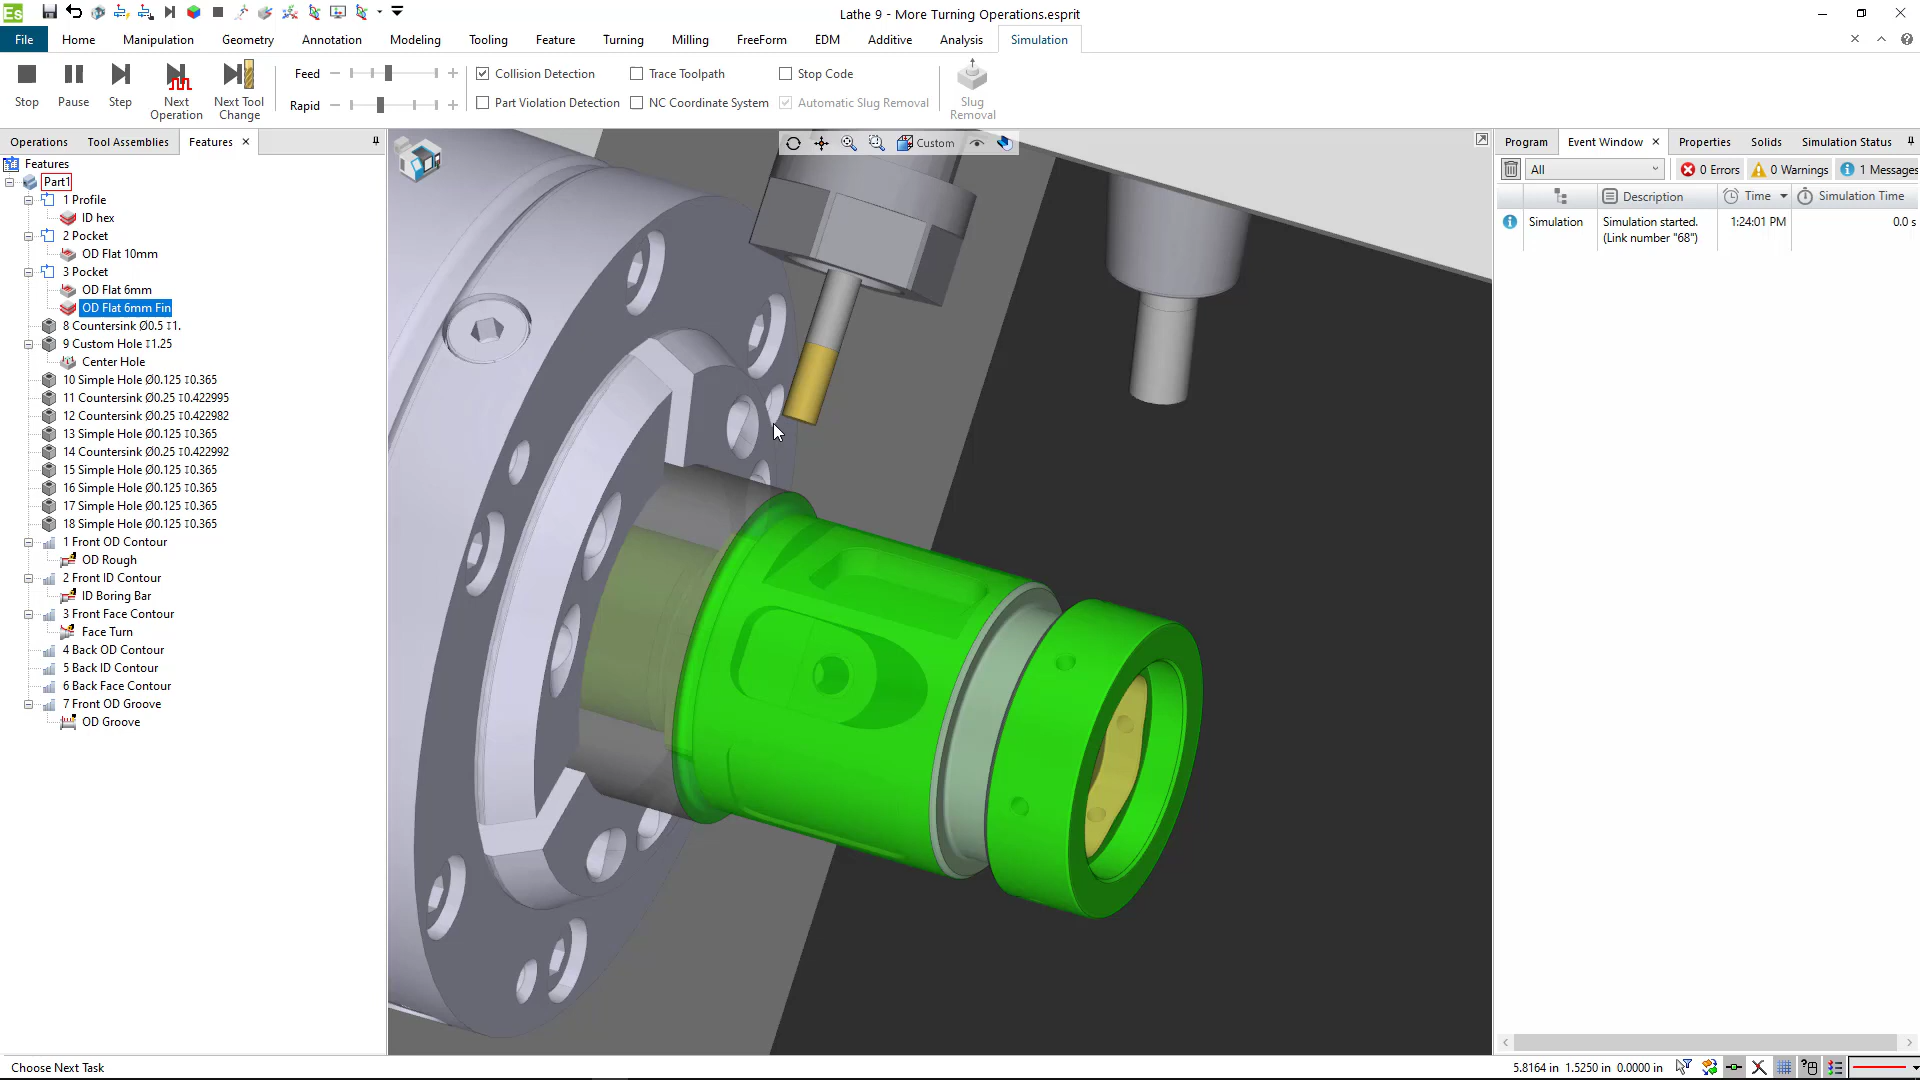 Es
Lathe 9 - More Turning Operations.esprit
File Home Manipulation Geometry Annotation Modeling Tooling Feature Turning Milling FreeForm EDM Additive Analysis Simulation
Stop
Pause
Step
Next Operation
Next Tool Change
Feed
Rapid
Collision Detection
Part Violation Detection
Trace Toolpath
NC Coordinate System
Stop Code
Automatic Slug Removal
Slug Removal
Operations Tool Assemblies Features
Features
Part1
1 Profile
ID hex
2 Pocket
OD Flat 10mm
3 Pocket
OD Flat 6mm
OD Flat 6mm Fin
8 Countersink Ø0.5 ↧1.
9 Custom Hole ↧1.25
Center Hole
10 Simple Hole Ø0.125 ↧0.365
11 Countersink Ø0.25 ↧0.422995
12 Countersink Ø0.25 ↧0.422982
13 Simple Hole Ø0.125 ↧0.365
14 Countersink Ø0.25 ↧0.422992
15 Simple Hole Ø0.125 ↧0.365
16 Simple Hole Ø0.125 ↧0.365
17 Simple Hole Ø0.125 ↧0.365
18 Simple Hole Ø0.125 ↧0.365
1 Front OD Contour
OD Rough
2 Front ID Contour
ID Boring Bar
3 Front Face Contour
Face Turn
4 Back OD Contour
5 Back ID Contour
6 Back Face Contour
7 Front OD Groove
OD Groove
Custom
Program Event Window Properties Solids Simulation Status
All
0 Errors
0 Warnings
1 Messages
Description Time Simulation Time
Simulation
Simulation started.
(Link number "68")
1:24:01 PM
0.0 s
Choose Next Task
5.8164 in 1.5250 in 0.0000 in